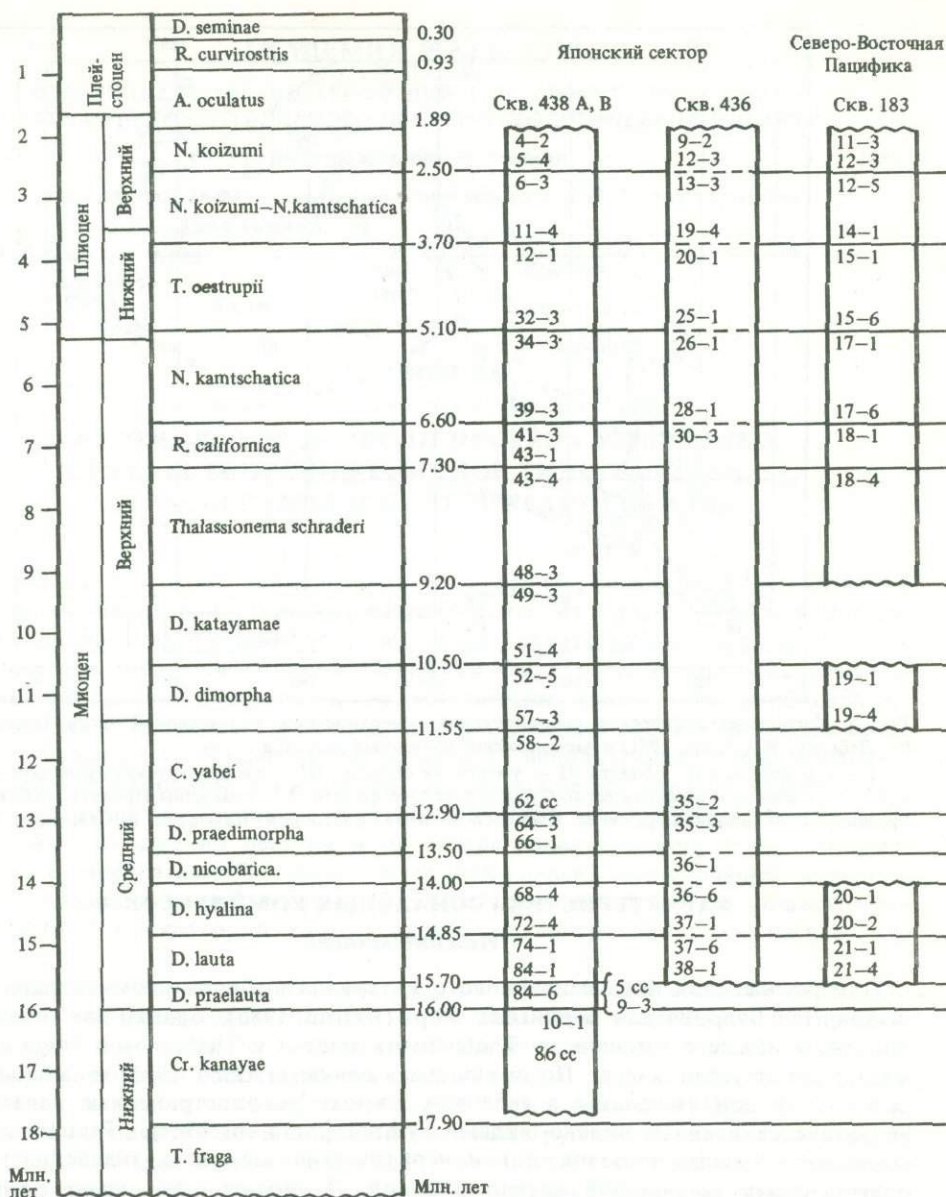 D. seminae
0.30
R. curvirostris
0.93
Японский сектор
Северо-Восточная
Пацифика
1
Плей-
стоцен
A. oculatus
Скв. 438 А, В
Скв. 436
Скв. 183
1.89
2
N. koizumi
4–2
9–2
11–3
5–4
12–3
12–3
2.50
6–3
13–3
12–5
3
Верхний
N. koizumi–N.kamtschatica
11–4
19–4
14–1
3.70
Плиоцен
4
12–1
20–1
15–1
Нижний
T. oestrupii
5
32–3
25–1
15–6
5.10
34–3
26–1
17–1
6
N. kamtschatica
39–3
28–1
17–6
6.60
7
R. californica
41–3
30–3
18–1
43–1
7.30
43–4
18–4
8
Верхний
Thalassionema schraderi
9
48–3
9.20
49–3
10
D. katayamae
51–4
10.50
52–5
19–1
11
Миоцен
D. dimorpha
57–3
19–4
11.55
58–2
12
C. yabei
62 cc
35–2
12.90
13
Средний
D. praedimorpha
64–3
35–3
66–1
13.50
D. nicobarica.
36–1
14
14.00
D. hyalina
68–4
36–6
20–1
72–4
37–1
20–2
14.85
15
D. lauta
74–1
37–6
21–1
84–1
38–1
21–4
15.70
D. praelauta
84–6
5 cc
16
16.00
9–3
10–1
Cr. kanayae
86 cc
17
Нижний
17.90
18
T. fraga
Млн.
лет
Млн. лет